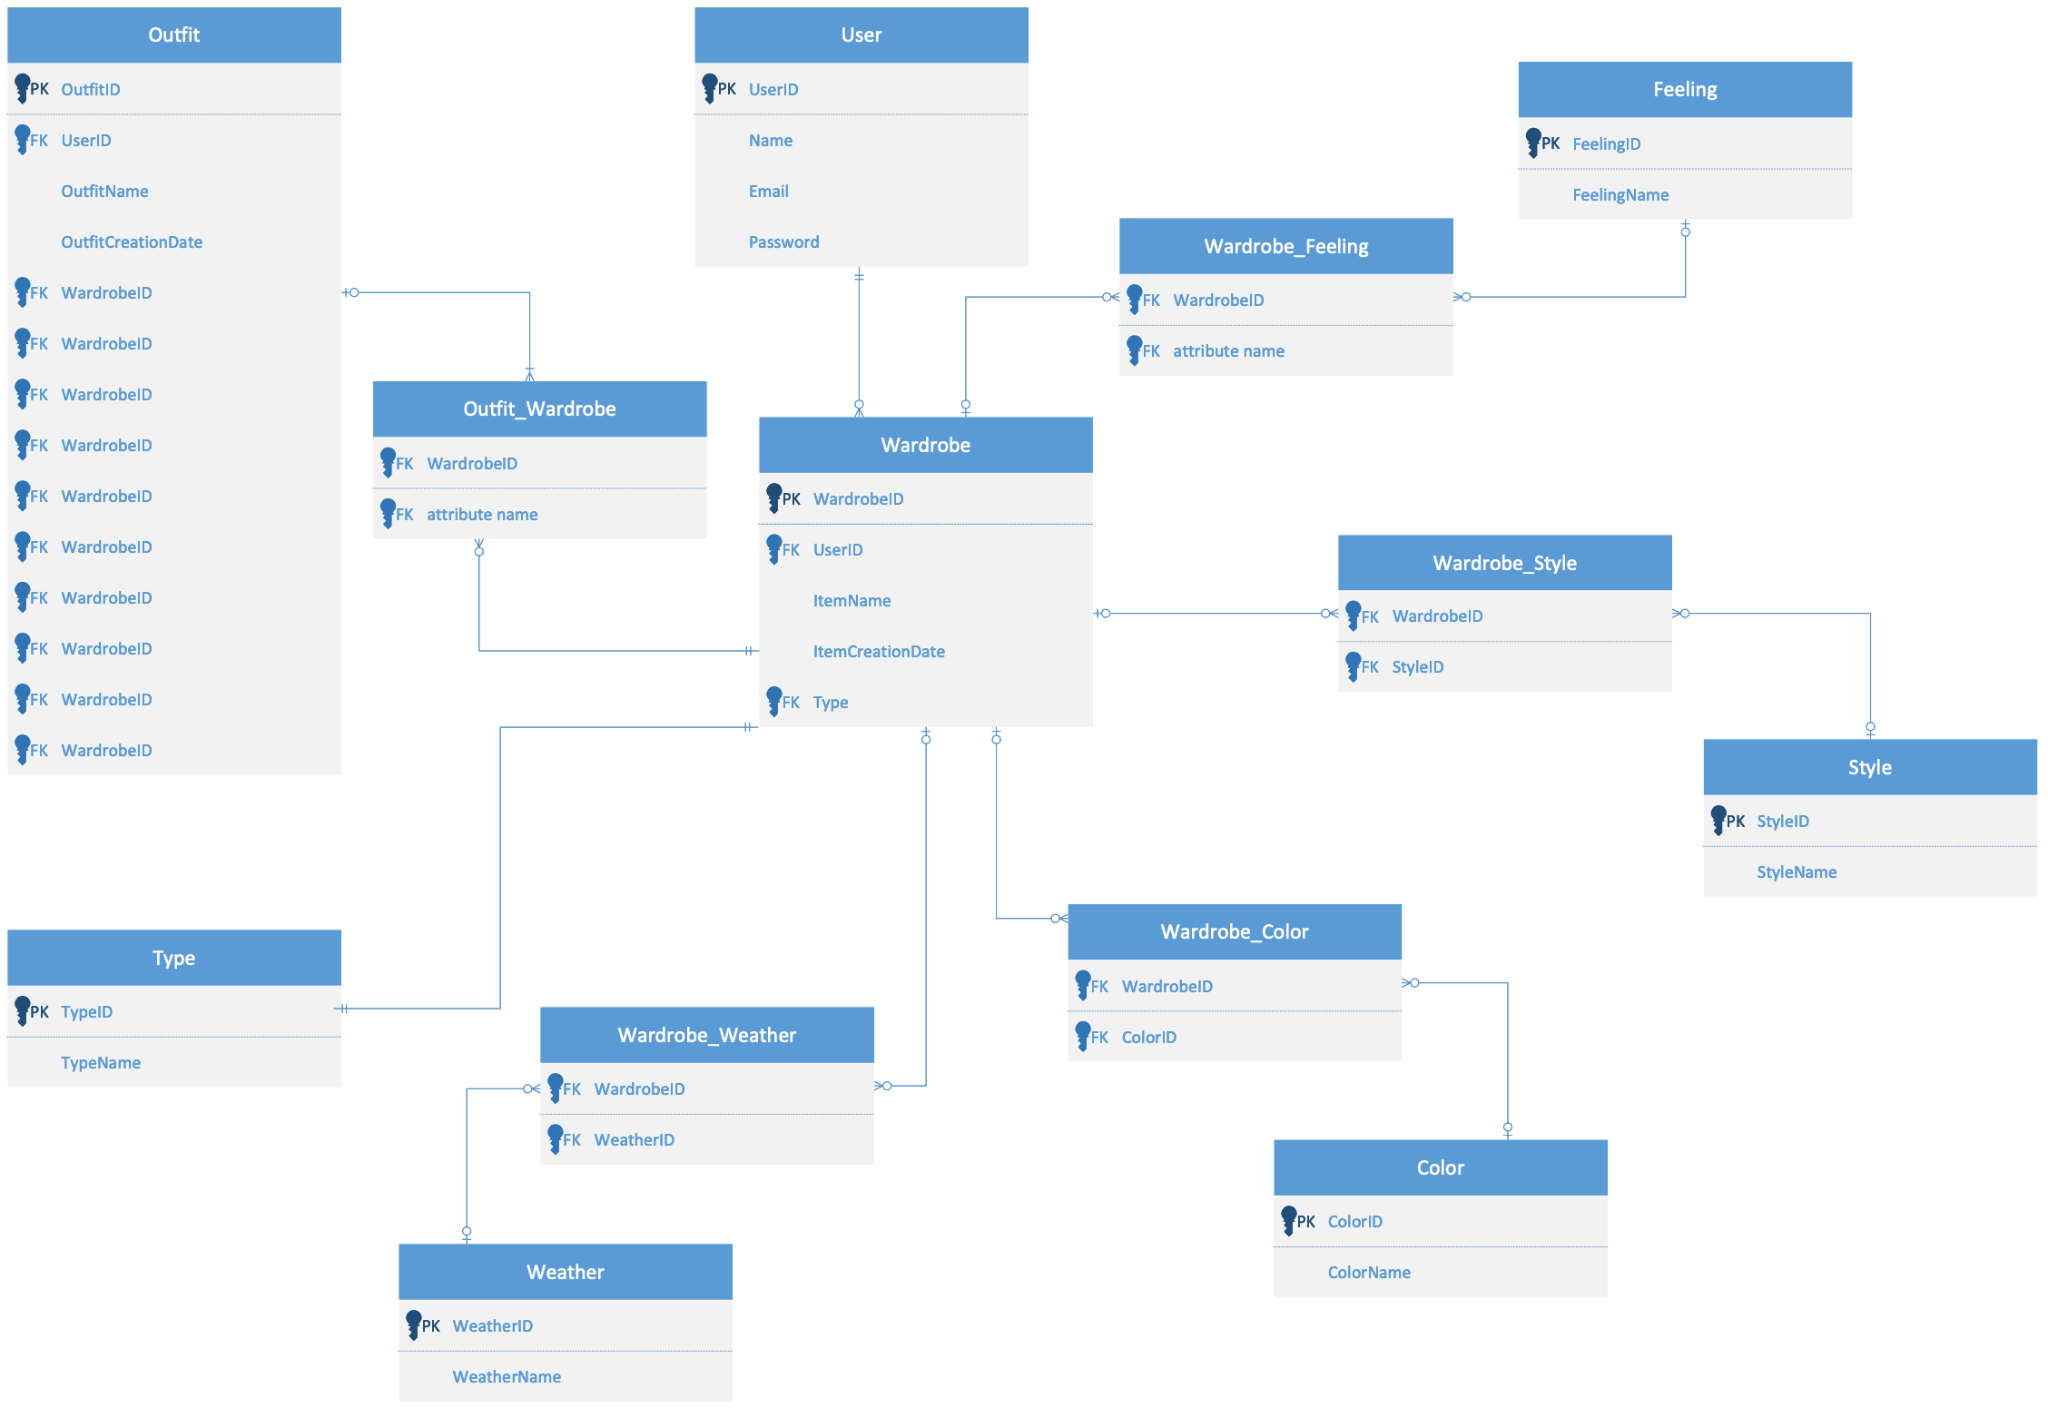 Outfit
PK OutfitID
FK UserID
OutfitName
OutfitCreationDate
FK WardrobeID
FK WardrobeID
FK WardrobeID
FK WardrobeID
FK WardrobeID
FK WardrobeID
FK WardrobeID
FK WardrobeID
FK WardrobeID
FK WardrobeID
User
PK UserID
Name
Email
Password
Feeling
PK FeelingID
FeelingName
Wardrobe_Feeling
FK WardrobeID
FK attribute name
Outfit_Wardrobe
FK WardrobeID
FK attribute name
Wardrobe
PK WardrobeID
FK UserID
ItemName
ItemCreationDate
FK Type
Wardrobe_Style
FK WardrobeID
FK StyleID
Style
PK StyleID
StyleName
Type
PK TypeID
TypeName
Wardrobe_Color
FK WardrobeID
FK ColorID
Wardrobe_Weather
FK WardrobeID
FK WeatherID
Color
PK ColorID
ColorName
Weather
PK WeatherID
WeatherName